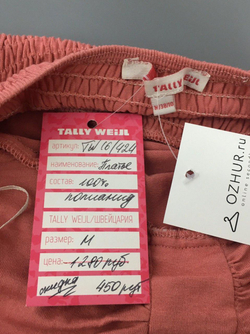 TALLY WEiJL
TALLY WEiJL
артикул: TW 16/424
наименование: Платье
состав: 100%
полиамид
TALLY WEIJL/ШВЕЙЦАРИЯ
размер: M
цена: 1280 руб
скидка 450 руб
OZHUR.ru